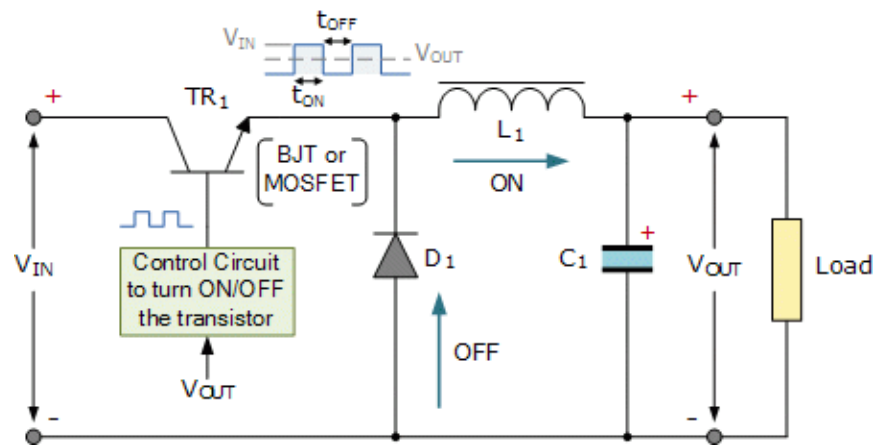 tOFF
VIN
VOUT
tON
+
TR1
+
L1
BJT or
MOSFET
ON
VIN
Control Circuit
to turn ON/OFF
the transistor
D1
C1
+
VOUT
Load
OFF
VOUT
-
-